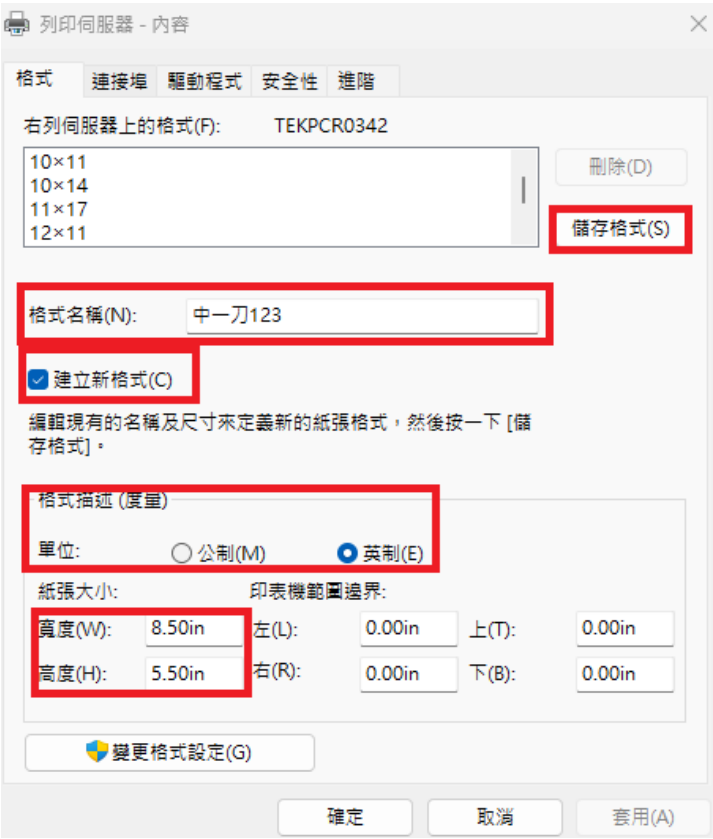 列印伺服器 - 內容
格式 連接埠 驅動程式 安全性 進階
右列伺服器上的格式(F): TEKPCR0342
10×11
10×14
11×17
12×11
刪除(D)
儲存格式(S)
格式名稱(N): 中一刀123
建立新格式(C)
編輯現有的名稱及尺寸來定義新的紙張格式，然後按一下 [儲
存格式]。
格式描述 (度量)
單位: 公制(M) 英制(E)
紙張大小: 印表機範圍邊界:
寬度(W): 8.50in 左(L): 0.00in 上(T): 0.00in
高度(H): 5.50in 右(R): 0.00in 下(B): 0.00in
變更格式設定(G)
確定 取消 套用(A)